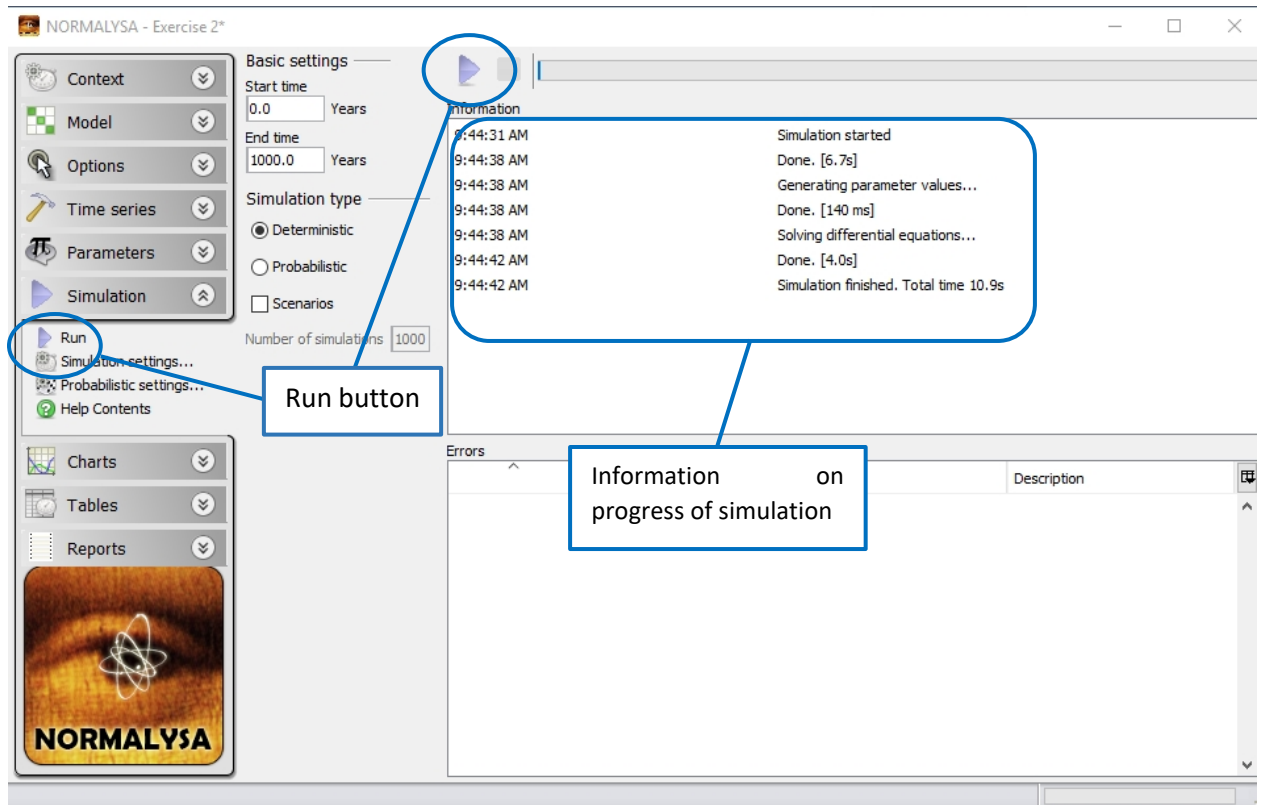 NORMALYSA - Exercise 2*
Context
Model
Options
Time series
Parameters
Simulation
Run
Simulation settings...
Probabilistic settings...
Help Contents
Charts
Tables
Reports
NORMALYSA
Basic settings
Start time
0.0 Years
End time
1000.0 Years
Simulation type
Deterministic
Probabilistic
Scenarios
Number of simulations 1000
Run button
Information
9:44:31 AM Simulation started
9:44:38 AM Done. [6.7s]
9:44:38 AM Generating parameter values...
9:44:38 AM Done. [140 ms]
9:44:38 AM Solving differential equations...
9:44:42 AM Done. [4.0s]
9:44:42 AM Simulation finished. Total time 10.9s
Information on
progress of simulation
Errors
Description